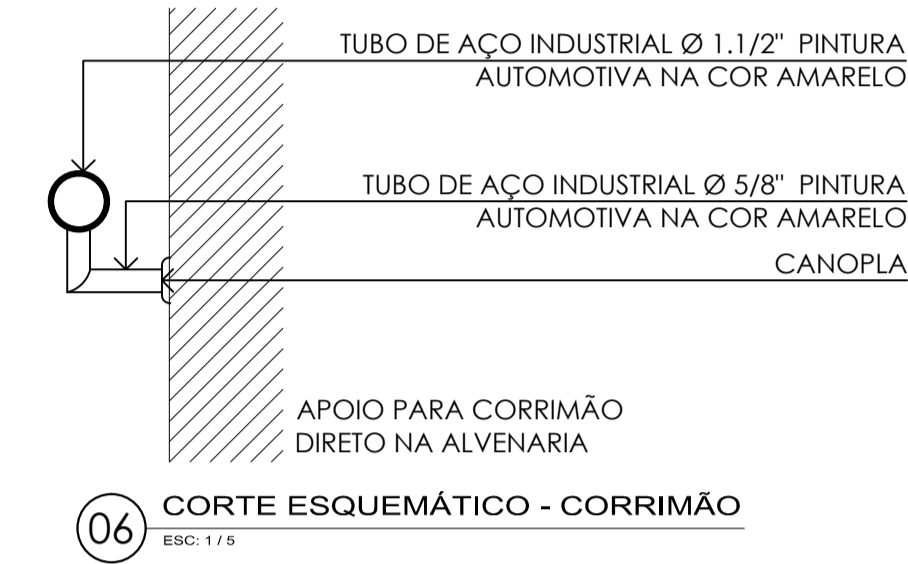 TUBO DE AÇO INDUSTRIAL Ø 1.1/2" PINTURA
AUTOMOTIVA NA COR AMARELO
TUBO DE AÇO INDUSTRIAL Ø 5/8" PINTURA
AUTOMOTIVA NA COR AMARELO
CANOPLA
APOIO PARA CORRIMÃO
DIRETO NA ALVENARIA
06
CORTE ESQUEMÁTICO - CORRIMÃO
ESC: 1 / 5